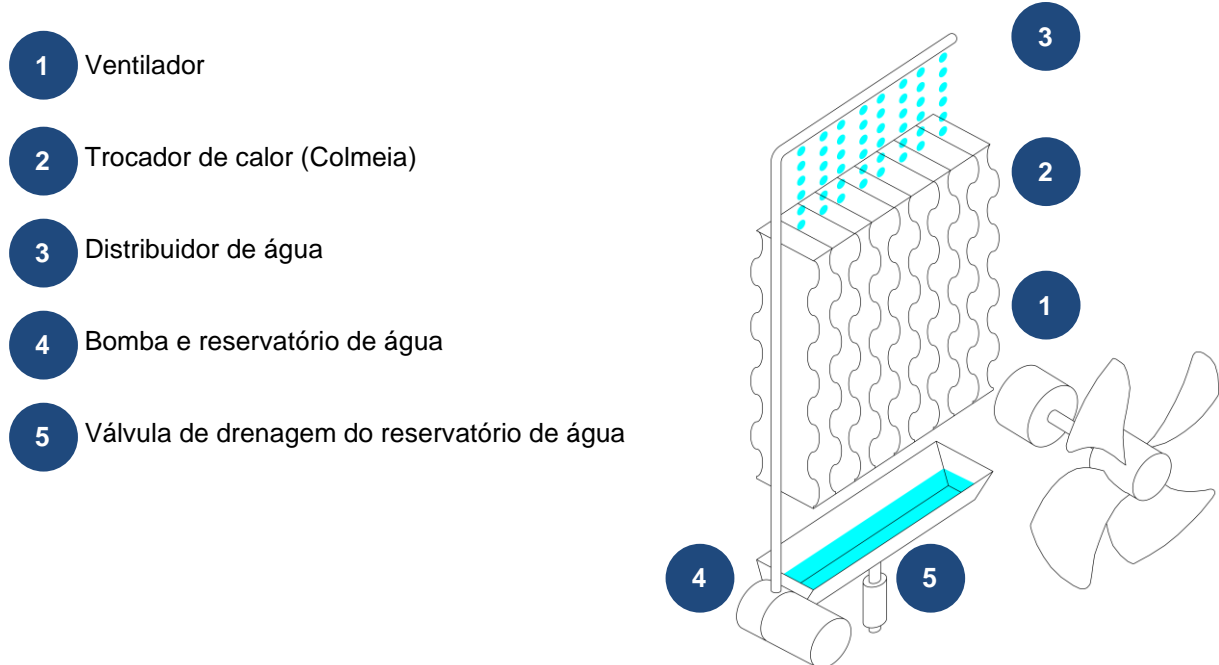 1 Ventilador
2 Trocador de calor (Colmeia)
3 Distribuidor de água
4 Bomba e reservatório de água
5 Válvula de drenagem do reservatório de água
3
2
1
4
5